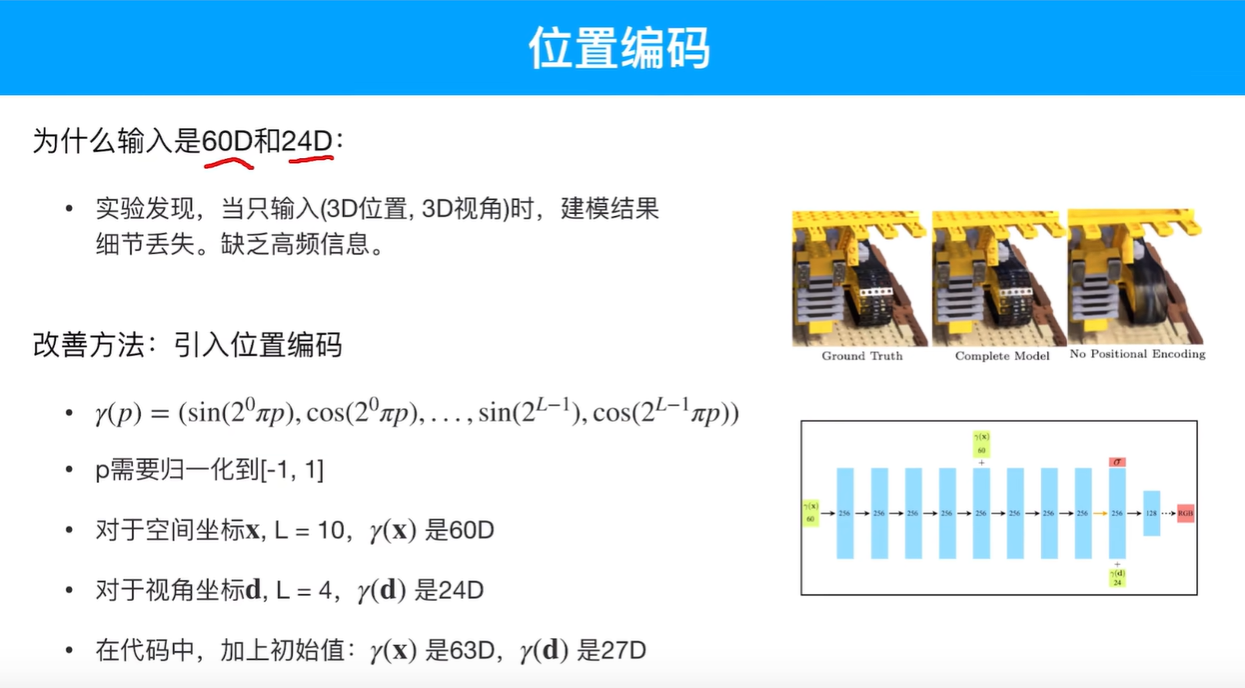 位置编码
为什么输入是60D和24D：
• 实验发现，当只输入(3D位置, 3D视角)时，建模结果
细节丢失。缺乏高频信息。
Ground Truth
Complete Model
No Positional Encoding
改善方法：引入位置编码
• γ(p) = (sin(2⁰πp), cos(2⁰πp), . . . , sin(2ᴸ⁻¹), cos(2ᴸ⁻¹πp))
• p需要归一化到[-1, 1]
• 对于空间坐标x, L = 10，γ(x) 是60D
• 对于视角坐标d, L = 4，γ(d) 是24D
• 在代码中，加上初始值：γ(x) 是63D，γ(d) 是27D
γ(x)
60
+
σ
γ(x)
60
256 256 256 256 256 256 256 256 256 128 RGB
+
γ(d)
24